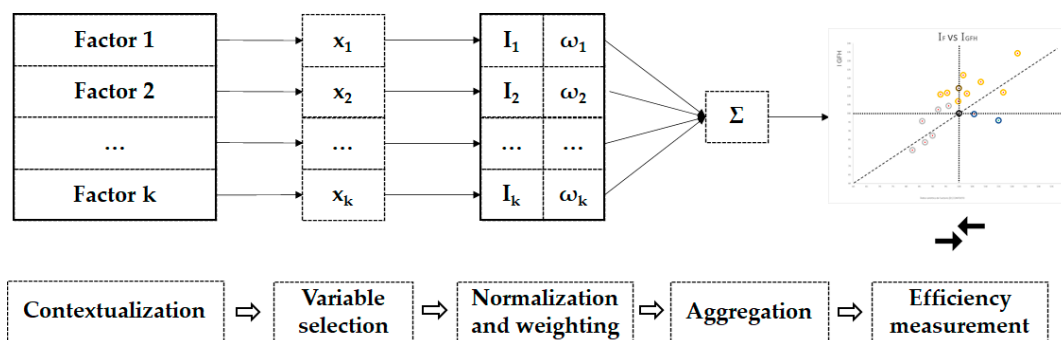 Factor 1
x1
I1
ω1
Factor 2
x2
I2
ω2
...
...
...
...
Factor k
xk
Ik
ωk
Σ
IF VS IGFH
I GFH
Contextualization
Variable
selection
Normalization
and weighting
Aggregation
Efficiency
measurement